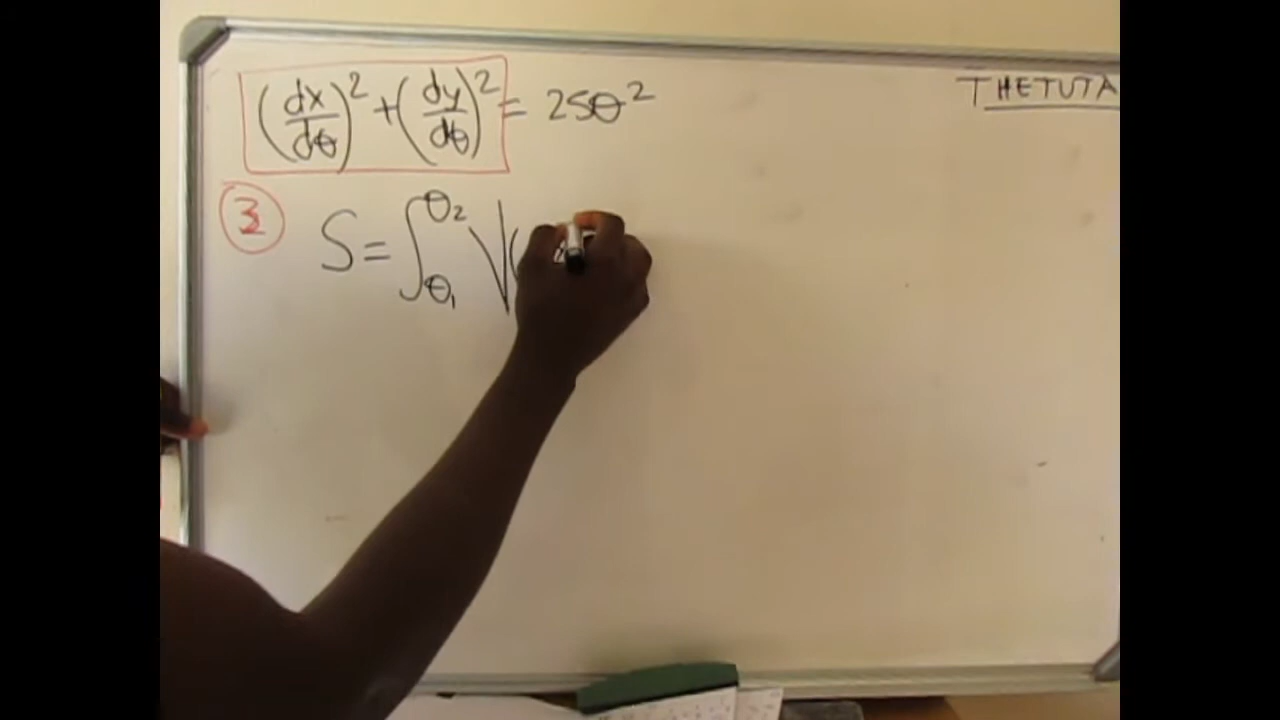 (dx/dθ)² + (dy/dθ)² = 25θ²
THETUTA
3 S = ∫θ₁^θ₂ √(